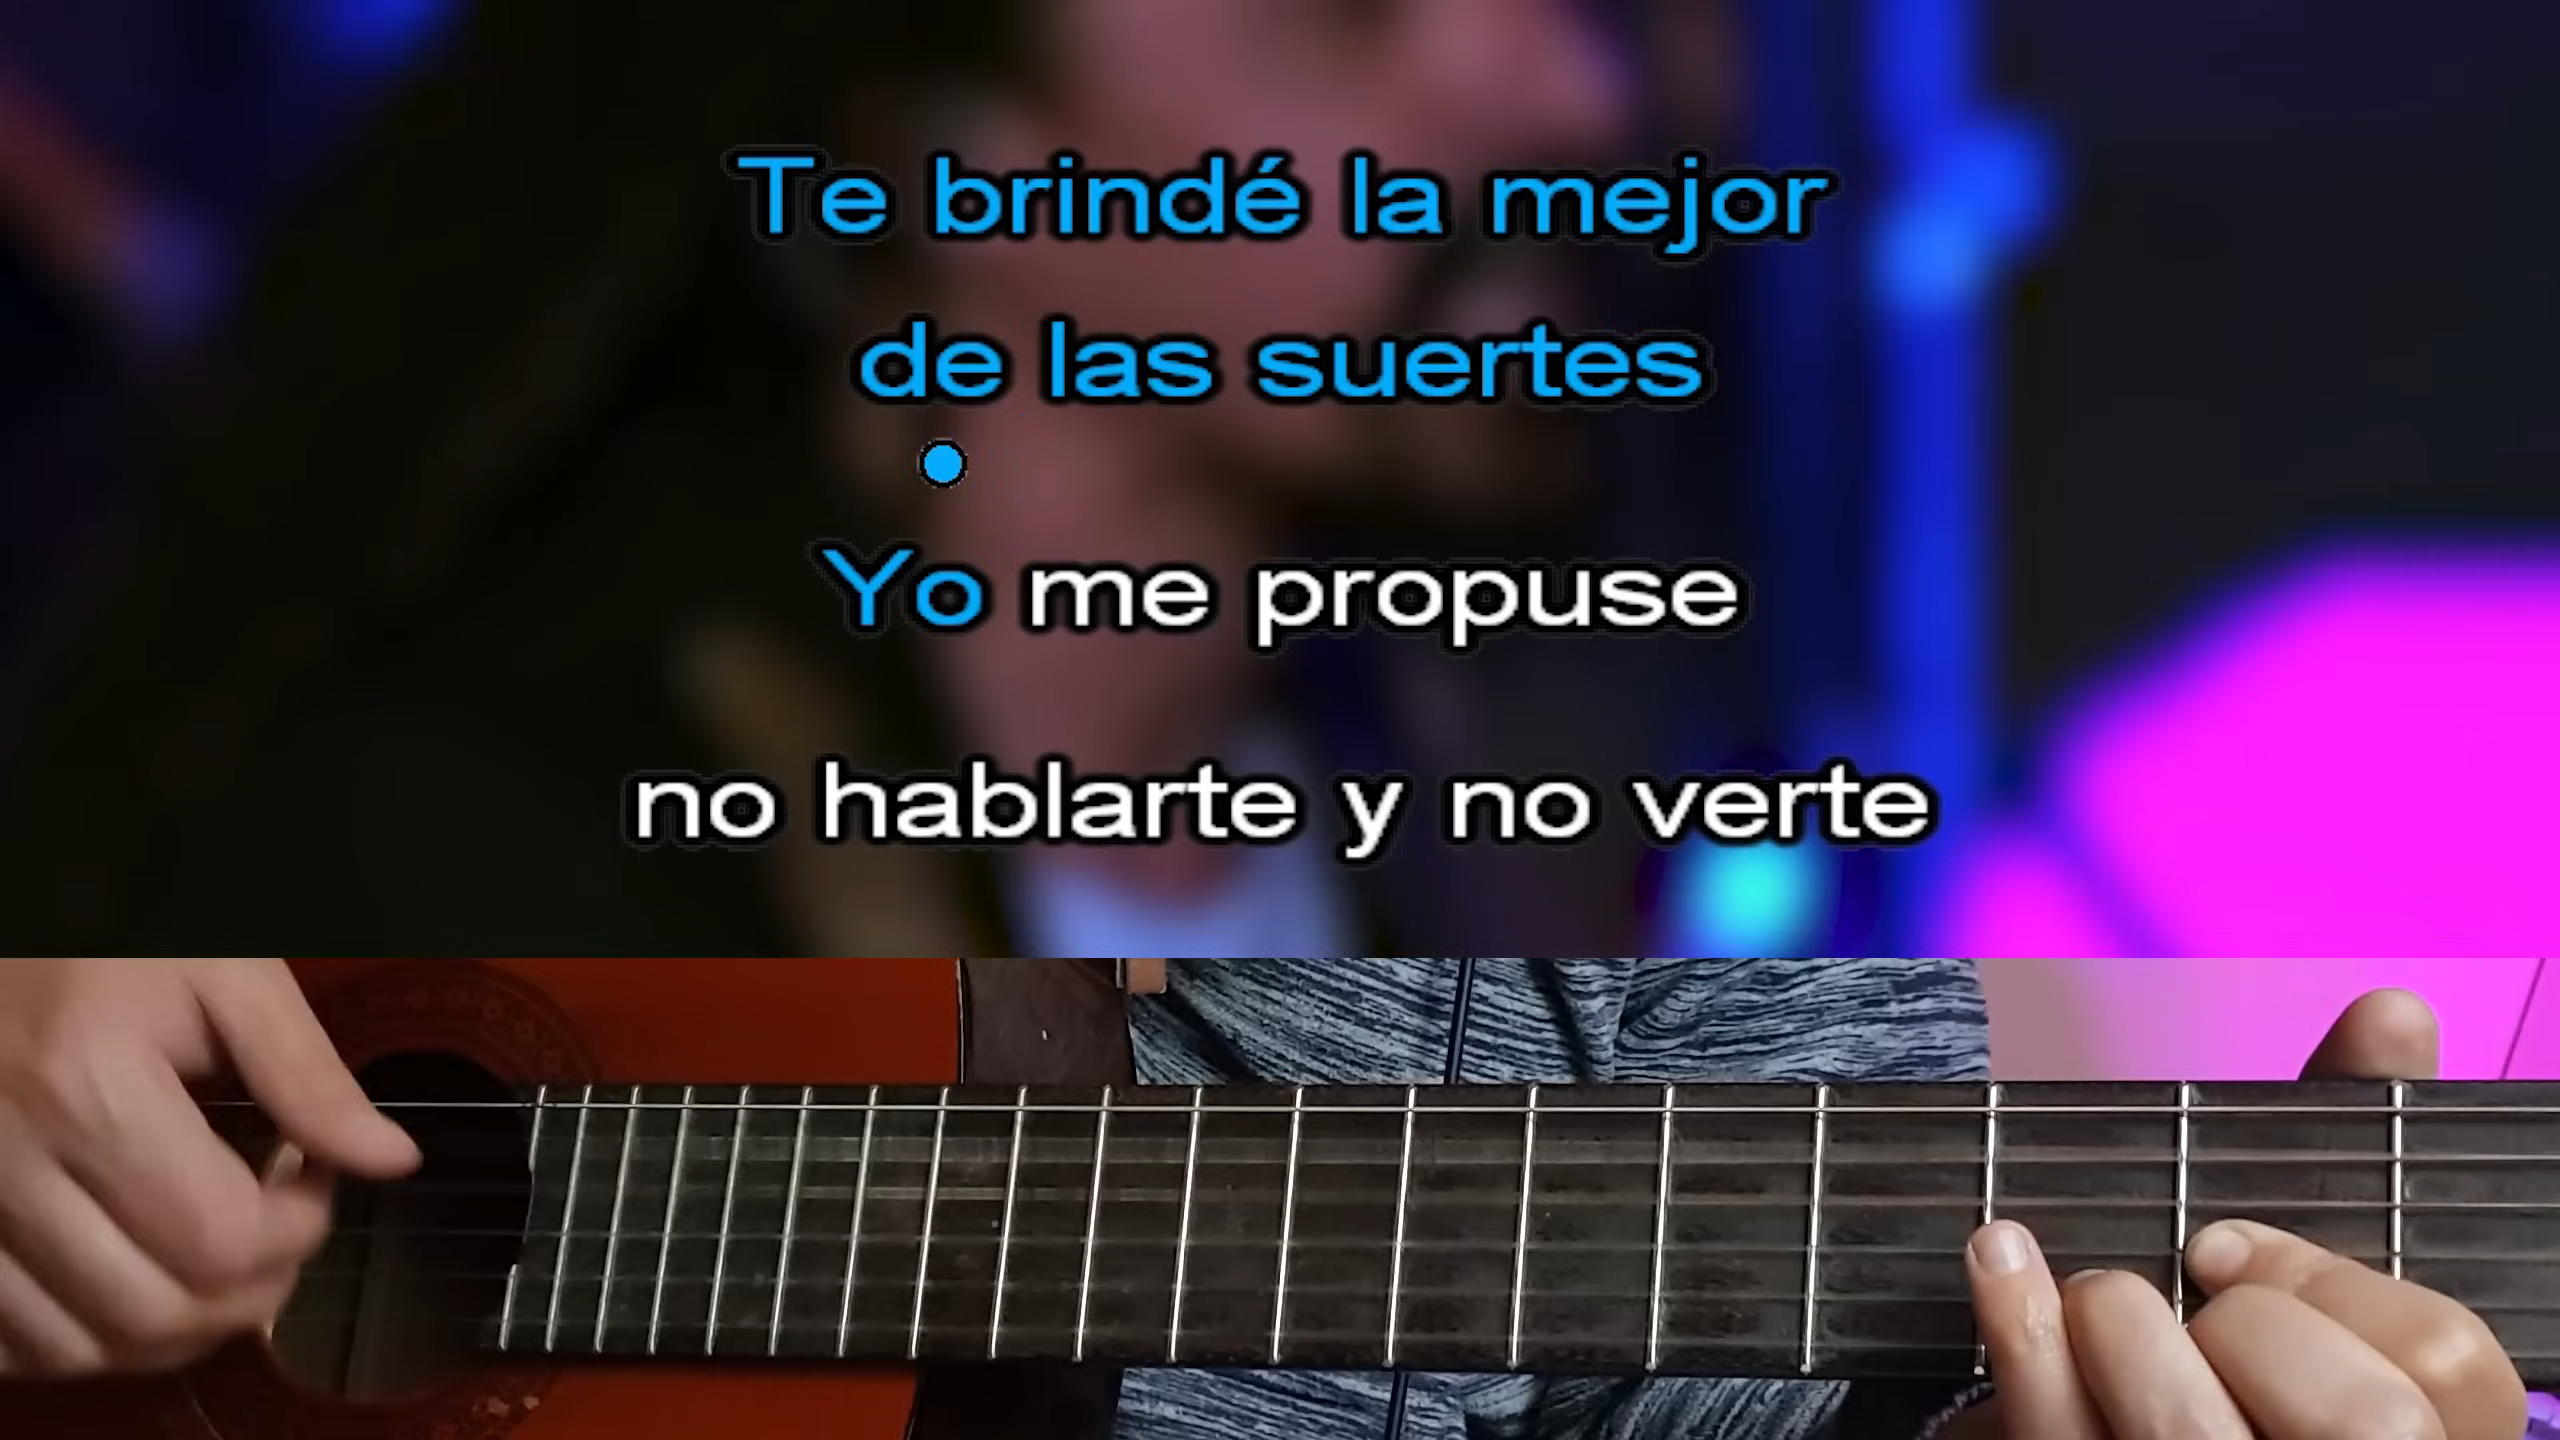 Te brindé la mejor
de las suertes
Yo me propuse
no hablarte y no verte